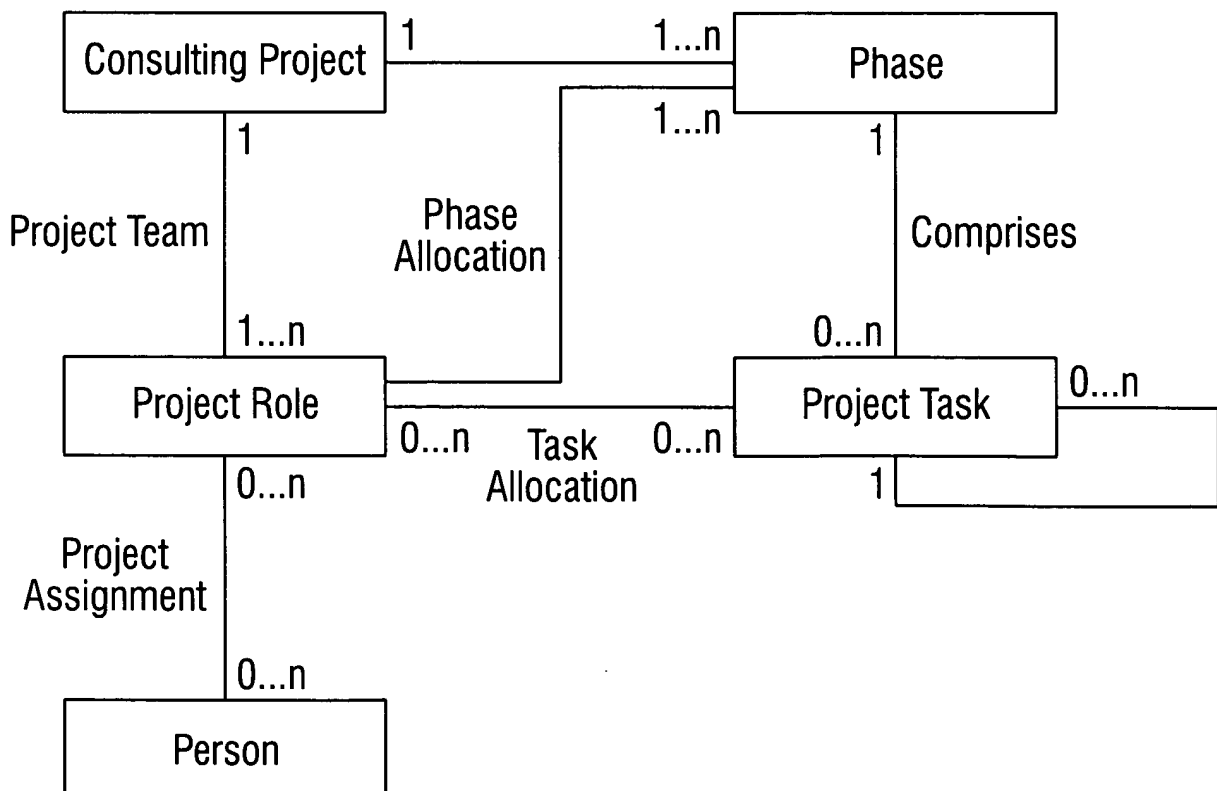 Consulting Project
1
1...n
Phase
1
1...n
1
Project Team
Phase
Allocation
Comprises
1...n
0...n
Project Role
Project Task
0...n
0...n
Task
Allocation
0...n
0...n
1
Project
Assignment
0...n
Person